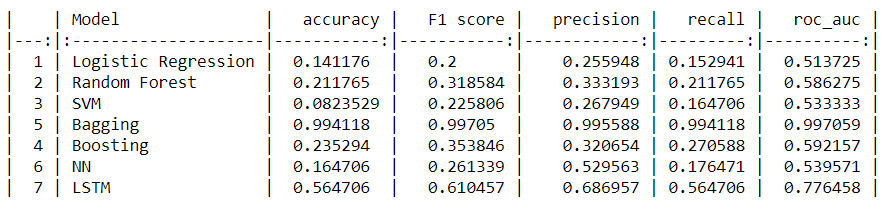 |    | Model               |   accuracy |   F1 score |   precision |   recall |   roc_auc |
|---:|:--------------------|-----------:|-----------:|------------:|---------:|----------:|
|  1 | Logistic Regression |  0.141176  |   0.2      |    0.255948 | 0.152941 |  0.513725 |
|  2 | Random Forest       |  0.211765  |   0.318584 |    0.333193 | 0.211765 |  0.586275 |
|  3 | SVM                 |  0.0823529 |   0.225806 |    0.267949 | 0.164706 |  0.533333 |
|  5 | Bagging             |  0.994118  |   0.99705  |    0.995588 | 0.994118 |  0.997059 |
|  4 | Boosting            |  0.235294  |   0.353846 |    0.320654 | 0.270588 |  0.592157 |
|  6 | NN                  |  0.164706  |   0.261339 |    0.529563 | 0.176471 |  0.539571 |
|  7 | LSTM                |  0.564706  |   0.610457 |    0.686957 | 0.564706 |  0.776458 |